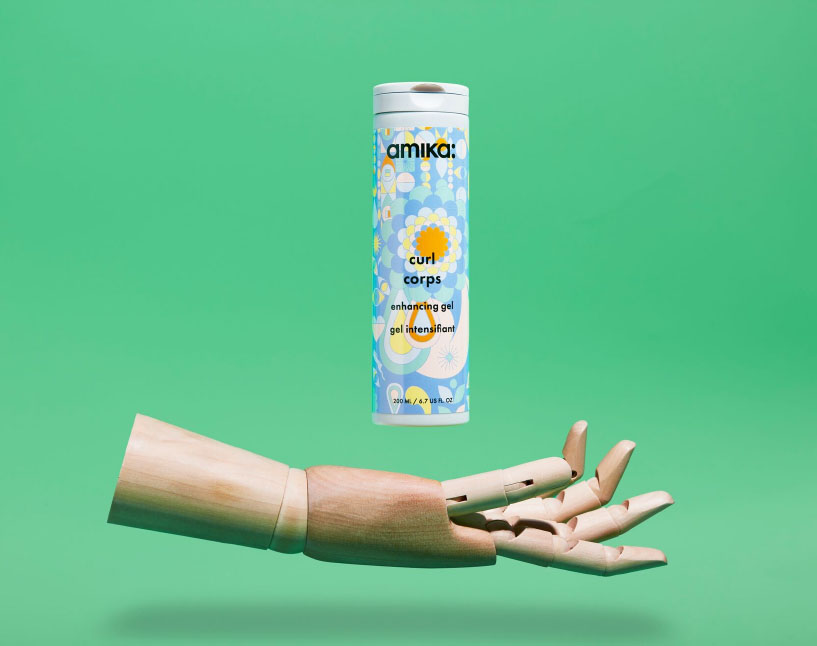 amika:
curl
corps
enhancing gel
gel intensifiant
200 ML / 6.7 US FL. OZ